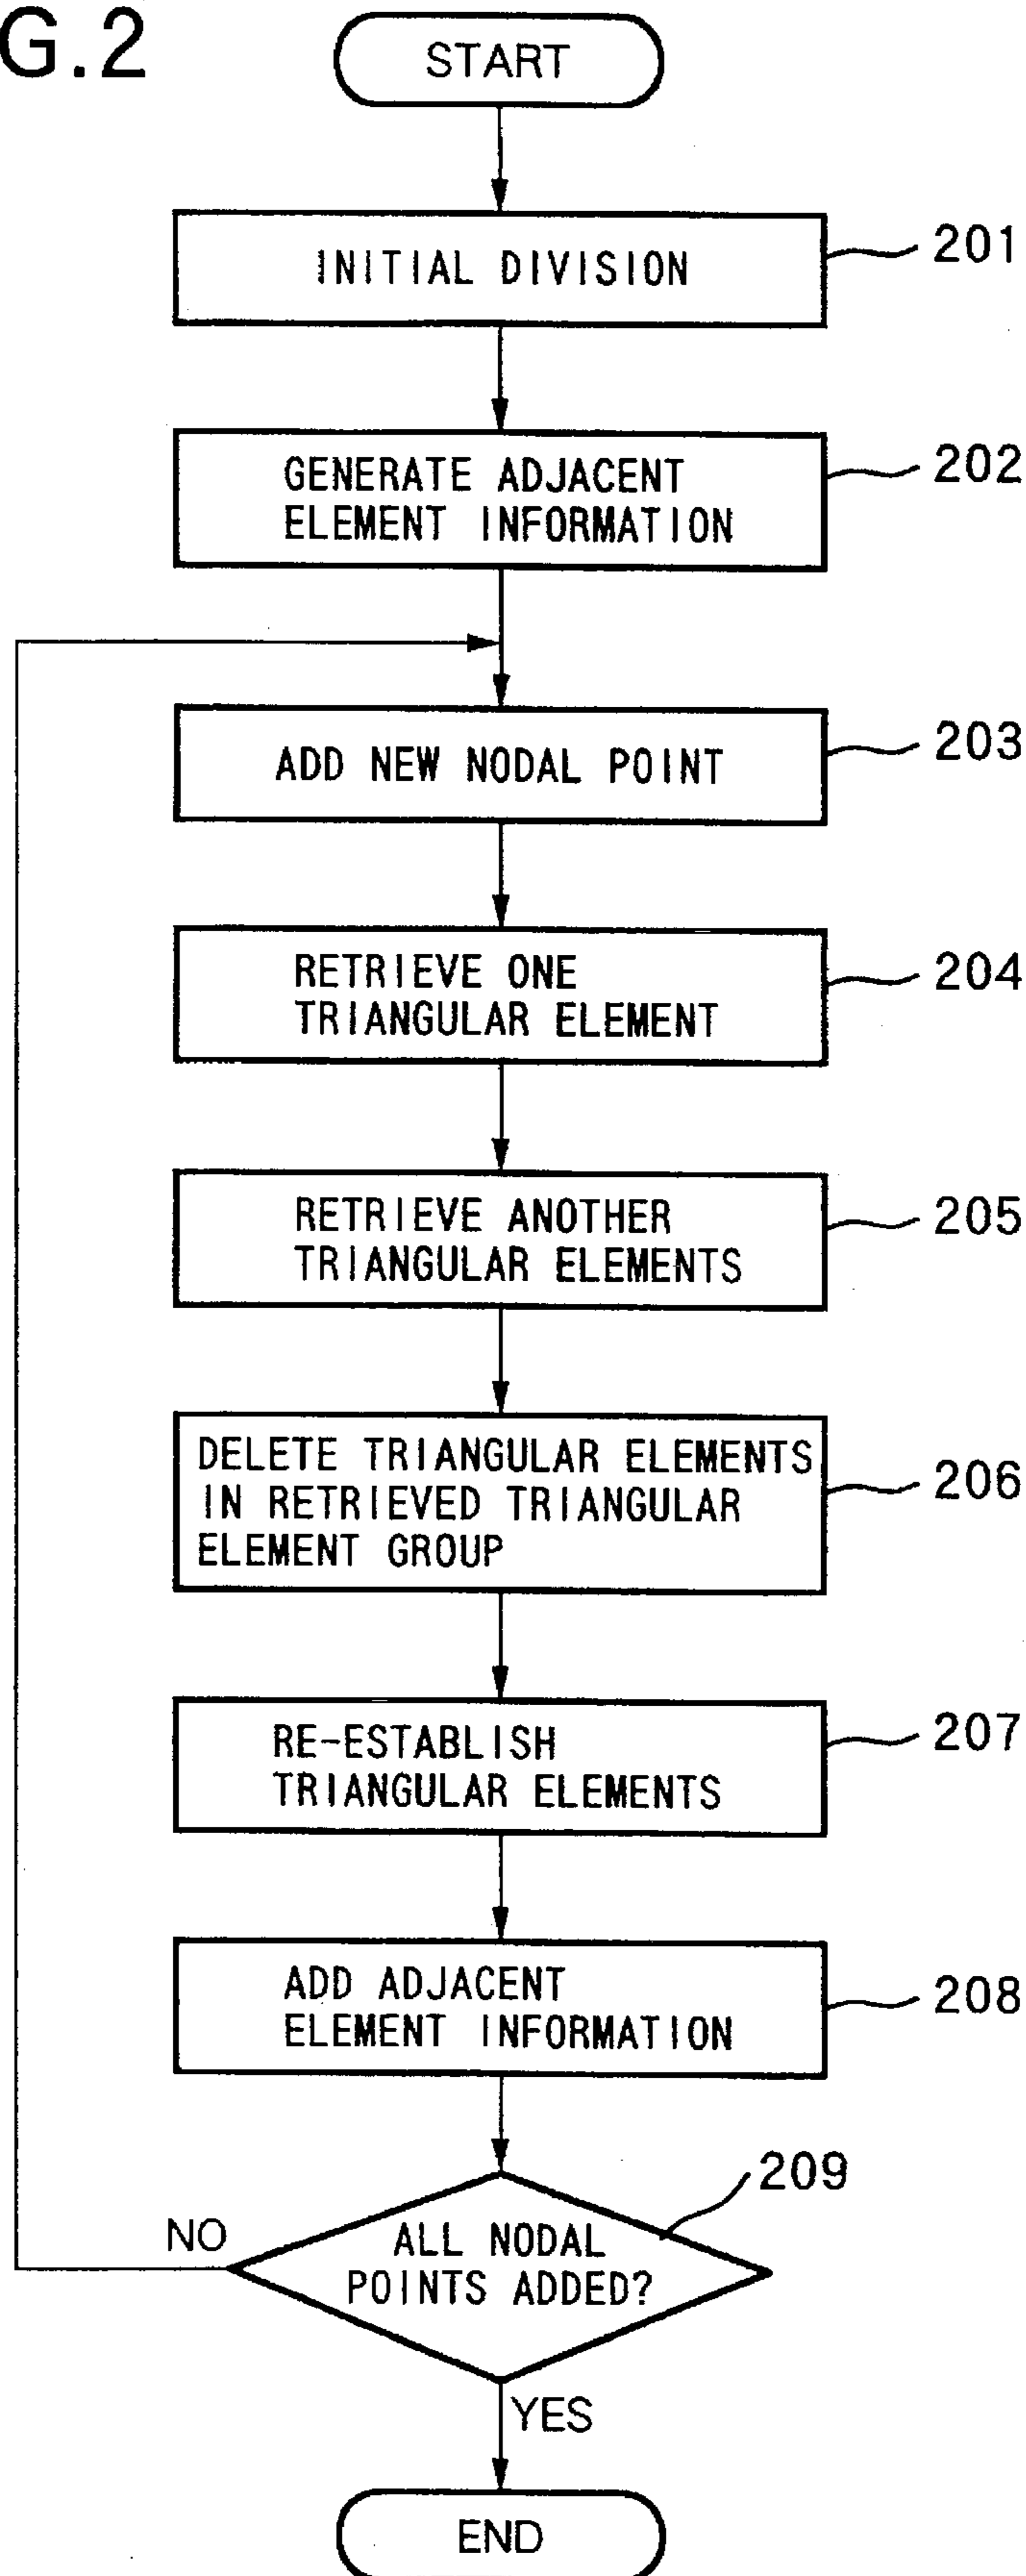 G.2
START
INITIAL DIVISION
201
GENERATE ADJACENT
ELEMENT INFORMATION
202
ADD NEW NODAL POINT
203
RETRIEVE ONE
TRIANGULAR ELEMENT
204
RETRIEVE ANOTHER
TRIANGULAR ELEMENTS
205
DELETE TRIANGULAR ELEMENTS
IN RETRIEVED TRIANGULAR
ELEMENT GROUP
206
RE-ESTABLISH
TRIANGULAR ELEMENTS
207
ADD ADJACENT
ELEMENT INFORMATION
208
209
NO
ALL NODAL
POINTS ADDED?
YES
END